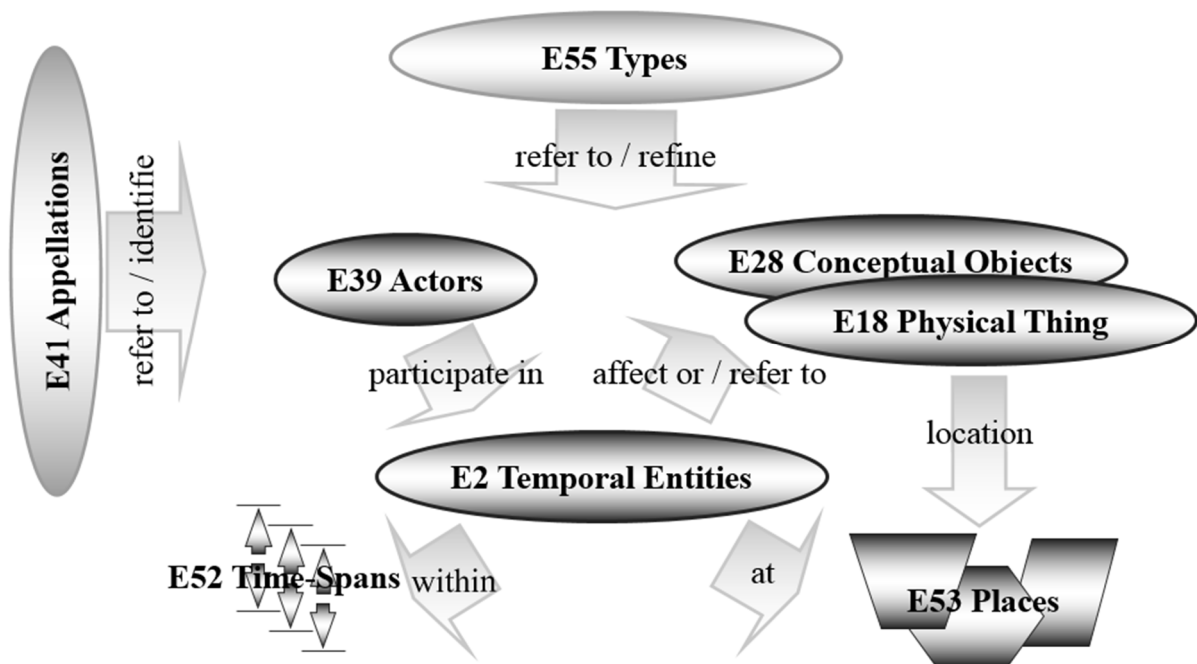 E55 Types
refer to / refine
E41 Appellations
refer to / identifie
E39 Actors
E28 Conceptual Objects
E18 Physical Thing
participate in
affect or / refer to
location
E2 Temporal Entities
E52 Time-Spans
within
at
E53 Places